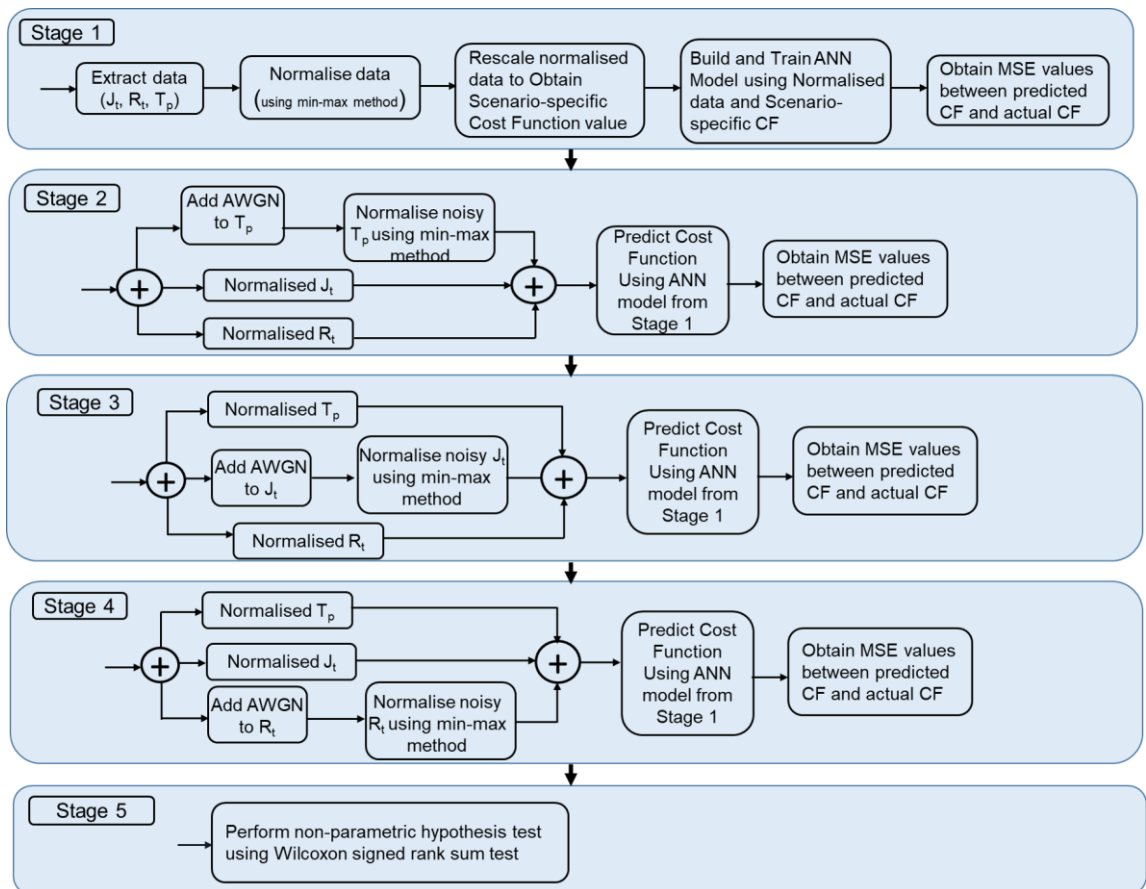 Stage 1
Extract data
(Jt, Rt, Tp)
Normalise data
(using min-max method)
Rescale normalised
data to Obtain
Scenario-specific
Cost Function value
Build and Train ANN
Model using Normalised
data and Scenario-
specific CF
Obtain MSE values
between predicted
CF and actual CF
Stage 2
Add AWGN
to Tp
Normalise noisy
Tp using min-max
method
+
Normalised Jt
Normalised Rt
+
Predict Cost
Function
Using ANN
model from
Stage 1
Obtain MSE values
between predicted
CF and actual CF
Stage 3
Normalised Tp
+
Add AWGN
to Jt
Normalise noisy Jt
using min-max
method
Normalised Rt
+
Predict Cost
Function
Using ANN
model from
Stage 1
Obtain MSE values
between predicted
CF and actual CF
Stage 4
Normalised Tp
+
Normalised Jt
Add AWGN
to Rt
Normalise noisy
Rt using min-max
method
+
Predict Cost
Function
Using ANN
model from
Stage 1
Obtain MSE values
between predicted
CF and actual CF
Stage 5
Perform non-parametric hypothesis test
using Wilcoxon signed rank sum test